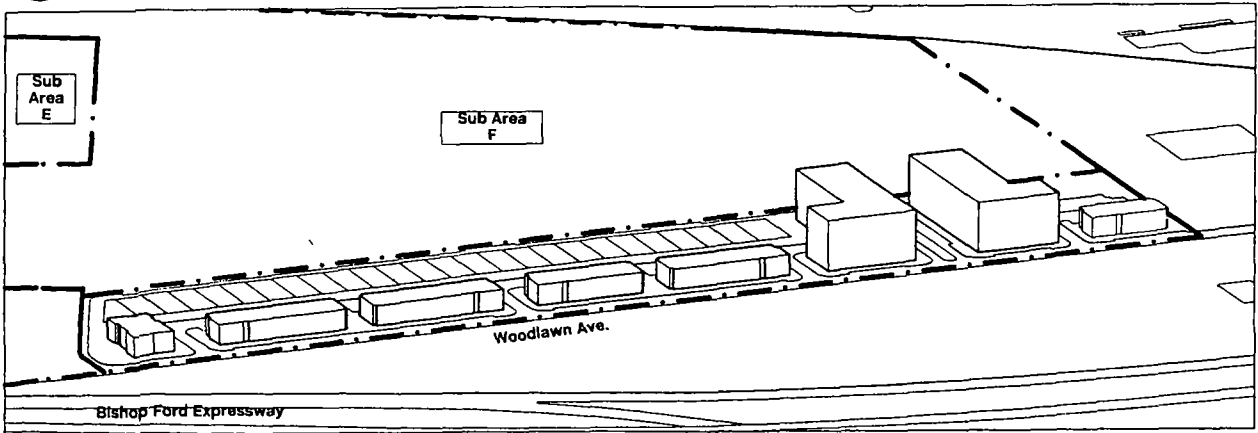 Sub
Area
E
Sub Area
F
Woodlawn Ave.
Bishop Ford Expressway